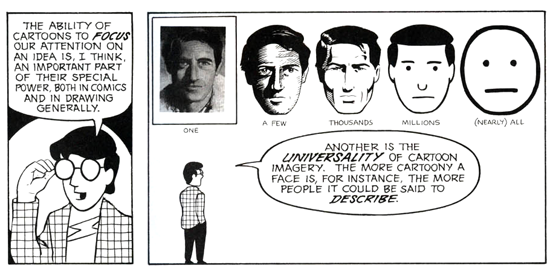 THE ABILITY OF
CARTOONS TO FOCUS
OUR ATTENTION ON
AN IDEA IS, I THINK,
AN IMPORTANT PART
OF THEIR SPECIAL
POWER, BOTH IN COMICS
AND IN DRAWING
GENERALLY.
ONE
A FEW
THOUSANDS
MILLIONS
(NEARLY) ALL
ANOTHER IS THE
UNIVERSALITY OF CARTOON
IMAGERY. THE MORE CARTOONY A
FACE IS, FOR INSTANCE, THE MORE
PEOPLE IT COULD BE SAID TO
DESCRIBE.